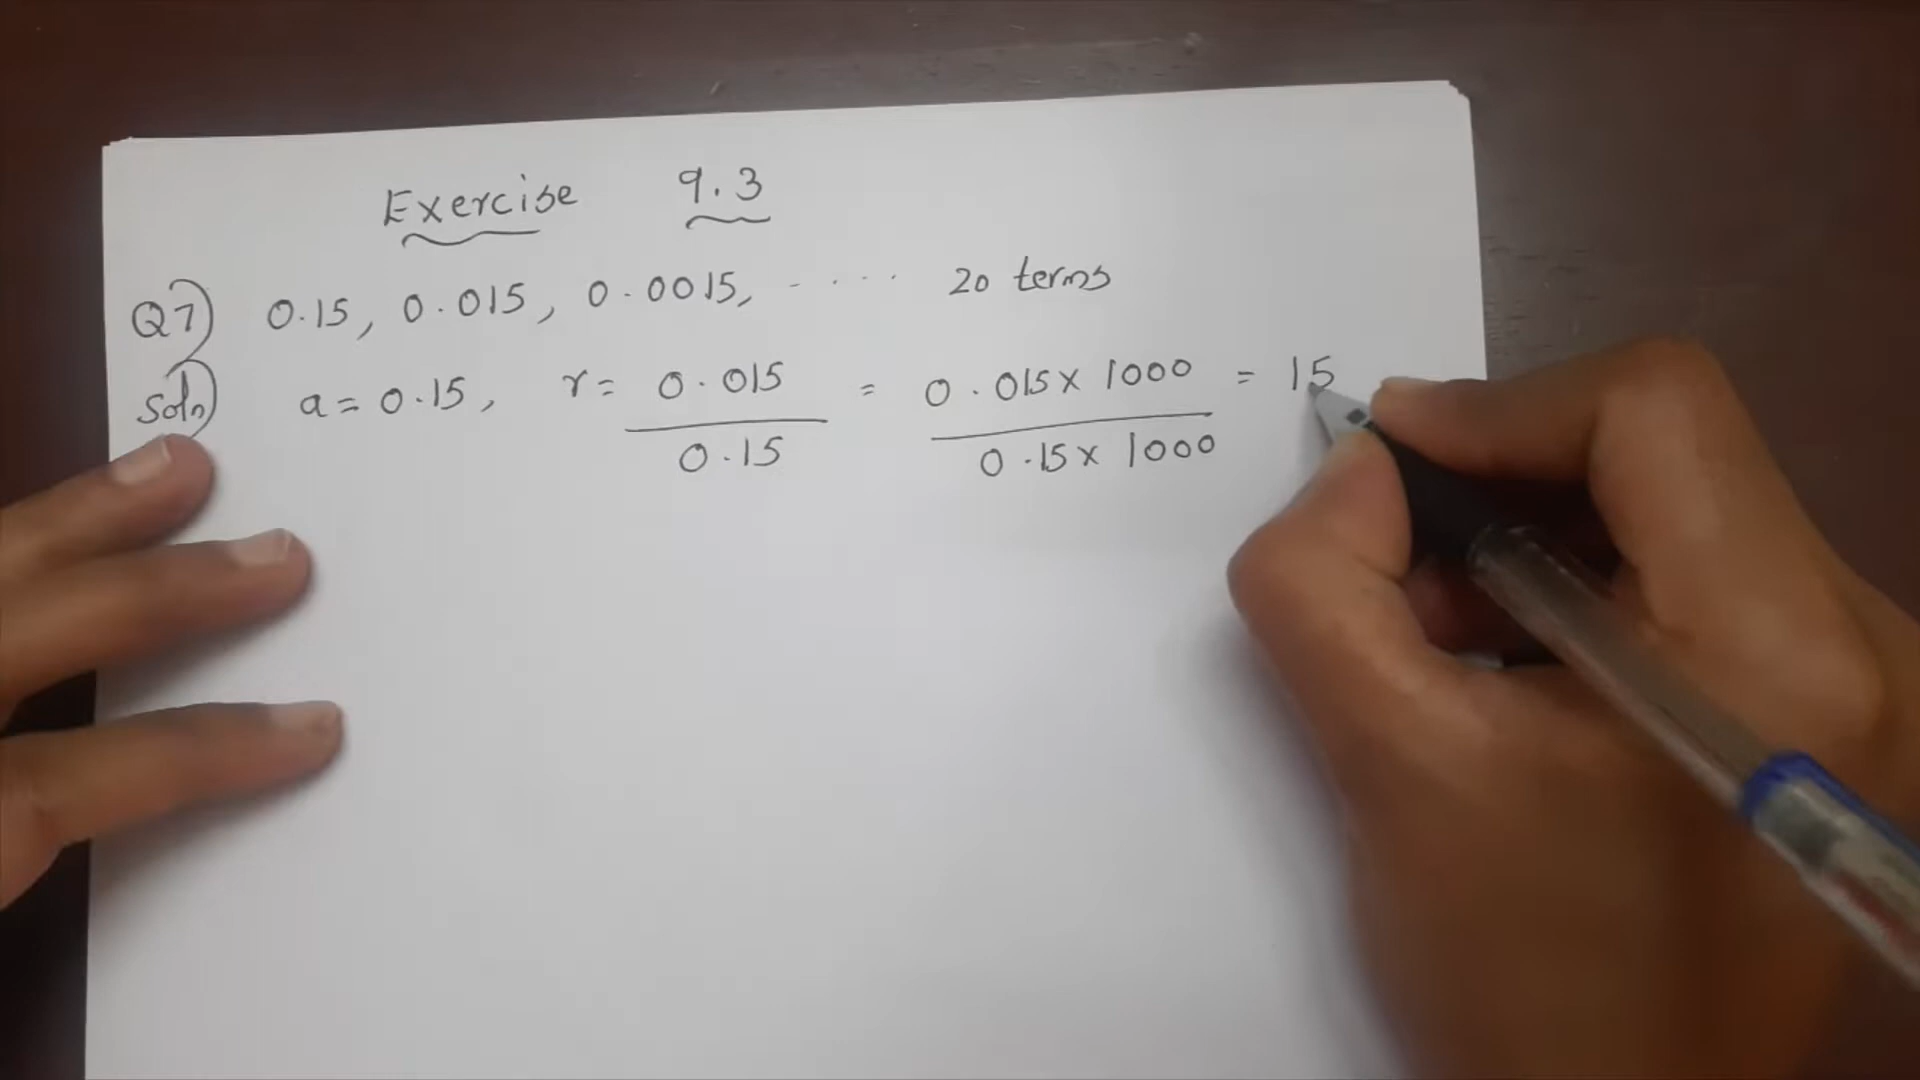 Exercise 9.3
Q7) 0.15, 0.015, 0.0015, - . . . . 20 terms
Soln) a = 0.15, r = 0.015 / 0.15 = 0.015 x 1000 / 0.15 x 1000 = 15